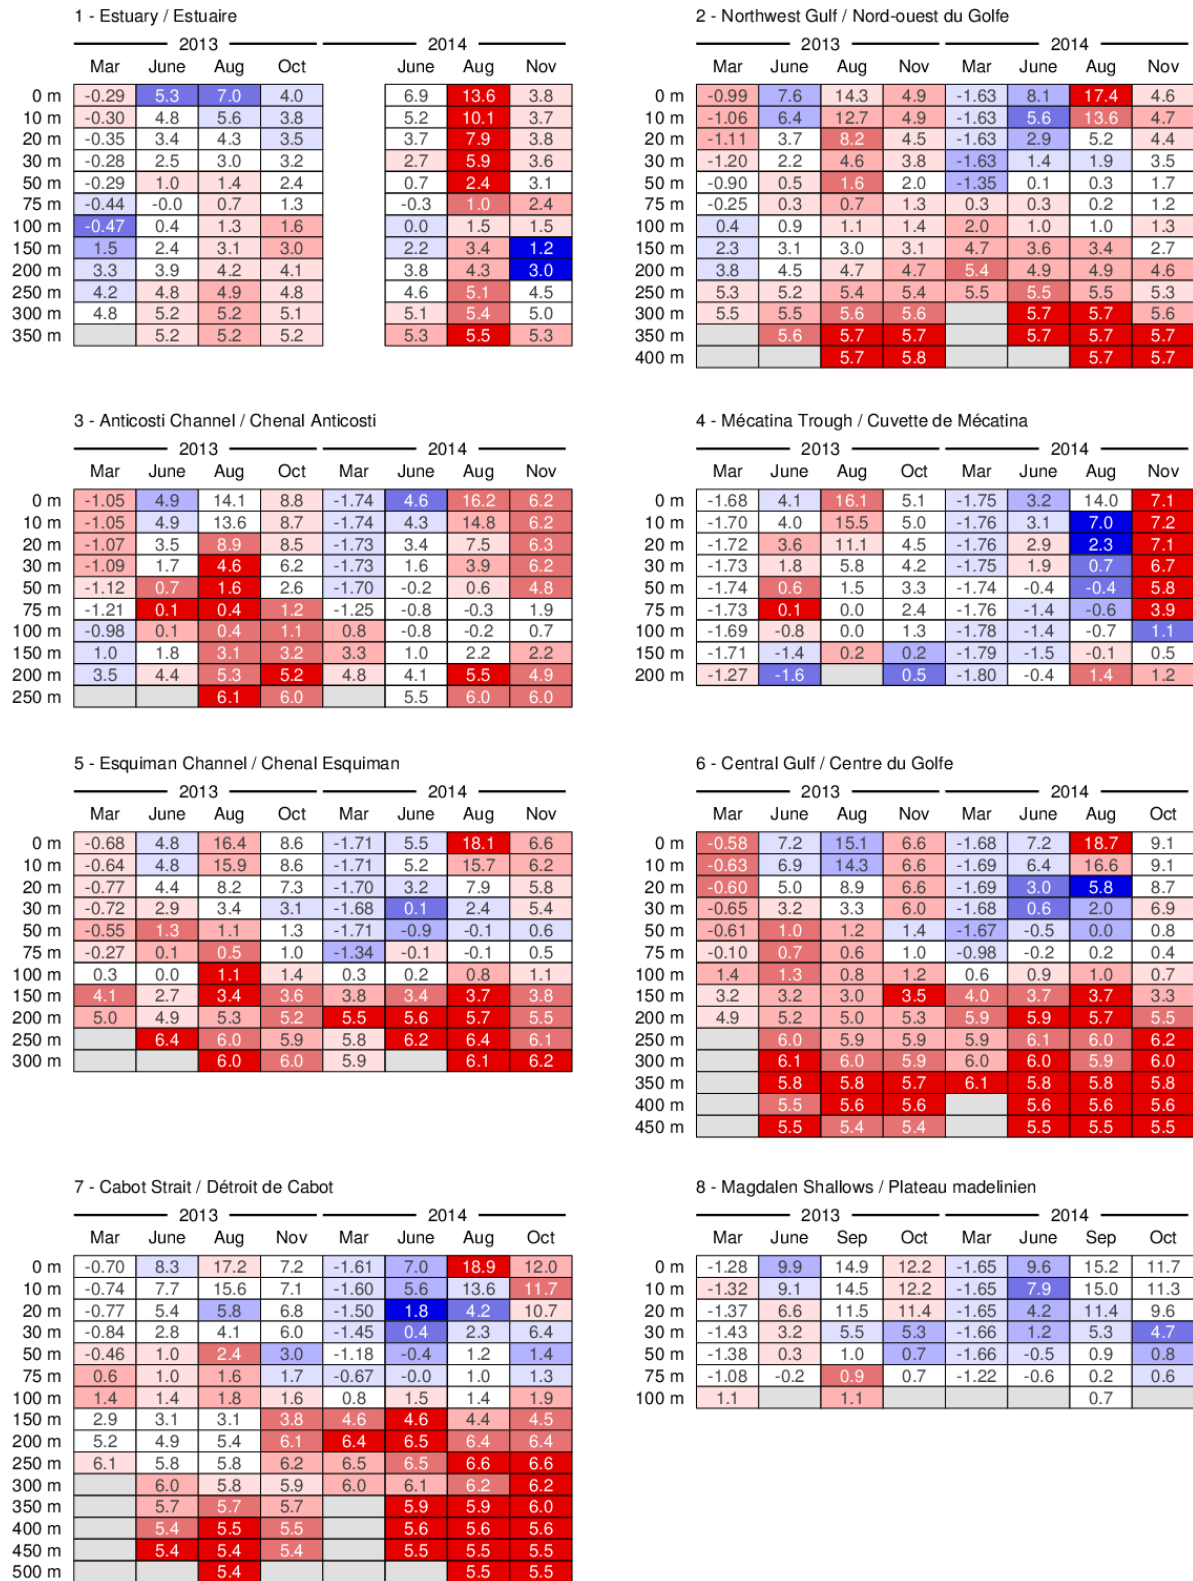 1 - Estuary / Estuaire
2013 2014
Mar June Aug Oct June Aug Nov
0 m -0.29 5.3 7.0 4.0 6.9 13.6 3.8
10 m -0.30 4.8 5.6 3.8 5.2 10.1 3.7
20 m -0.35 3.4 4.3 3.5 3.7 7.9 3.8
30 m -0.28 2.5 3.0 3.2 2.7 5.9 3.6
50 m -0.29 1.0 1.4 2.4 0.7 2.4 3.1
75 m -0.44 -0.0 0.7 1.3 -0.3 1.0 2.4
100 m -0.47 0.4 1.3 1.6 0.0 1.5 1.5
150 m 1.5 2.4 3.1 3.0 2.2 3.4 1.2
200 m 3.3 3.9 4.2 4.1 3.8 4.3 3.0
250 m 4.2 4.8 4.9 4.8 4.6 5.1 4.5
300 m 4.8 5.2 5.2 5.1 5.1 5.4 5.0
350 m 5.2 5.2 5.2 5.3 5.5 5.3
2 - Northwest Gulf / Nord-ouest du Golfe
2013 2014
Mar June Aug Nov Mar June Aug Nov
0 m -0.99 7.6 14.3 4.9 -1.63 8.1 17.4 4.6
10 m -1.06 6.4 12.7 4.9 -1.63 5.6 13.6 4.7
20 m -1.11 3.7 8.2 4.5 -1.63 2.9 5.2 4.4
30 m -1.20 2.2 4.6 3.8 -1.63 1.4 1.9 3.5
50 m -0.90 0.5 1.6 2.0 -1.35 0.1 0.3 1.7
75 m -0.25 0.3 0.7 1.3 0.3 0.3 0.2 1.2
100 m 0.4 0.9 1.1 1.4 2.0 1.0 1.0 1.3
150 m 2.3 3.1 3.0 3.1 4.7 3.6 3.4 2.7
200 m 3.8 4.5 4.7 4.7 5.4 4.9 4.9 4.6
250 m 5.3 5.2 5.4 5.4 5.5 5.5 5.5 5.3
300 m 5.5 5.5 5.6 5.6 5.7 5.7 5.6
350 m 5.6 5.7 5.7 5.7 5.7 5.7
400 m 5.7 5.8 5.7 5.7
3 - Anticosti Channel / Chenal Anticosti
2013 2014
Mar June Aug Oct Mar June Aug Nov
0 m -1.05 4.9 14.1 8.8 -1.74 4.6 16.2 6.2
10 m -1.05 4.9 13.6 8.7 -1.74 4.3 14.8 6.2
20 m -1.07 3.5 8.9 8.5 -1.73 3.4 7.5 6.3
30 m -1.09 1.7 4.6 6.2 -1.73 1.6 3.9 6.2
50 m -1.12 0.7 1.6 2.6 -1.70 -0.2 0.6 4.8
75 m -1.21 0.1 0.4 1.2 -1.25 -0.8 -0.3 1.9
100 m -0.98 0.1 0.4 1.1 0.8 -0.8 -0.2 0.7
150 m 1.0 1.8 3.1 3.2 3.3 1.0 2.2 2.2
200 m 3.5 4.4 5.3 5.2 4.8 4.1 5.5 4.9
250 m 6.1 6.0 5.5 6.0 6.0
4 - Mécatina Trough / Cuvette de Mécatina
2013 2014
Mar June Aug Oct Mar June Aug Nov
0 m -1.68 4.1 16.1 5.1 -1.75 3.2 14.0 7.1
10 m -1.70 4.0 15.5 5.0 -1.76 3.1 7.0 7.2
20 m -1.72 3.6 11.1 4.5 -1.76 2.9 2.3 7.1
30 m -1.73 1.8 5.8 4.2 -1.75 1.9 0.7 6.7
50 m -1.74 0.6 1.5 3.3 -1.74 -0.4 -0.4 5.8
75 m -1.73 0.1 0.0 2.4 -1.76 -1.4 -0.6 3.9
100 m -1.69 -0.8 0.0 1.3 -1.78 -1.4 -0.7 1.1
150 m -1.71 -1.4 0.2 0.2 -1.79 -1.5 -0.1 0.5
200 m -1.27 -1.6 0.5 -1.80 -0.4 1.4 1.2
5 - Esquiman Channel / Chenal Esquiman
2013 2014
Mar June Aug Oct Mar June Aug Nov
0 m -0.68 4.8 16.4 8.6 -1.71 5.5 18.1 6.6
10 m -0.64 4.8 15.9 8.6 -1.71 5.2 15.7 6.2
20 m -0.77 4.4 8.2 7.3 -1.70 3.2 7.9 5.8
30 m -0.72 2.9 3.4 3.1 -1.68 0.1 2.4 5.4
50 m -0.55 1.3 1.1 1.3 -1.71 -0.9 -0.1 0.6
75 m -0.27 0.1 0.5 1.0 -1.34 -0.1 -0.1 0.5
100 m 0.3 0.0 1.1 1.4 0.3 0.2 0.8 1.1
150 m 4.1 2.7 3.4 3.6 3.8 3.4 3.7 3.8
200 m 5.0 4.9 5.3 5.2 5.5 5.6 5.7 5.5
250 m 6.4 6.0 5.9 5.8 6.2 6.4 6.1
300 m 6.0 6.0 5.9 6.1 6.2
6 - Central Gulf / Centre du Golfe
2013 2014
Mar June Aug Nov Mar June Aug Oct
0 m -0.58 7.2 15.1 6.6 -1.68 7.2 18.7 9.1
10 m -0.63 6.9 14.3 6.6 -1.69 6.4 16.6 9.1
20 m -0.60 5.0 8.9 6.6 -1.69 3.0 5.8 8.7
30 m -0.65 3.2 3.3 6.0 -1.68 0.6 2.0 6.9
50 m -0.61 1.0 1.2 1.4 -1.67 -0.5 0.0 0.8
75 m -0.10 0.7 0.6 1.0 -0.98 -0.2 0.2 0.4
100 m 1.4 1.3 0.8 1.2 0.6 0.9 1.0 0.7
150 m 3.2 3.2 3.0 3.5 4.0 3.7 3.7 3.3
200 m 4.9 5.2 5.0 5.3 5.9 5.9 5.7 5.5
250 m 6.0 5.9 5.9 5.9 6.1 6.0 6.2
300 m 6.1 6.0 5.9 6.0 6.0 5.9 6.0
350 m 5.8 5.8 5.7 6.1 5.8 5.8 5.8
400 m 5.5 5.6 5.6 5.6 5.6 5.6
450 m 5.5 5.4 5.4 5.5 5.5 5.5
7 - Cabot Strait / Détroit de Cabot
2013 2014
Mar June Aug Nov Mar June Aug Oct
0 m -0.70 8.3 17.2 7.2 -1.61 7.0 18.9 12.0
10 m -0.74 7.7 15.6 7.1 -1.60 5.6 13.6 11.7
20 m -0.77 5.4 5.8 6.8 -1.50 1.8 4.2 10.7
30 m -0.84 2.8 4.1 6.0 -1.45 0.4 2.3 6.4
50 m -0.46 1.0 2.4 3.0 -1.18 -0.4 1.2 1.4
75 m 0.6 1.0 1.6 1.7 -0.67 -0.0 1.0 1.3
100 m 1.4 1.4 1.8 1.6 0.8 1.5 1.4 1.9
150 m 2.9 3.1 3.1 3.8 4.6 4.6 4.4 4.5
200 m 5.2 4.9 5.4 6.1 6.4 6.5 6.4 6.4
250 m 6.1 5.8 5.8 6.2 6.5 6.5 6.6 6.6
300 m 6.0 5.8 5.9 6.0 6.1 6.2 6.2
350 m 5.7 5.7 5.7 5.9 5.9 6.0
400 m 5.4 5.5 5.5 5.6 5.6 5.6
450 m 5.4 5.4 5.4 5.5 5.5 5.5
500 m 5.4 5.5 5.5
8 - Magdalen Shallows / Plateau madelinien
2013 2014
Mar June Sep Oct Mar June Sep Oct
0 m -1.28 9.9 14.9 12.2 -1.65 9.6 15.2 11.7
10 m -1.32 9.1 14.5 12.2 -1.65 7.9 15.0 11.3
20 m -1.37 6.6 11.5 11.4 -1.65 4.2 11.4 9.6
30 m -1.43 3.2 5.5 5.3 -1.66 1.2 5.3 4.7
50 m -1.38 0.3 1.0 0.7 -1.66 -0.5 0.9 0.8
75 m -1.08 -0.2 0.9 0.7 -1.22 -0.6 0.2 0.6
100 m 1.1 1.1 0.7